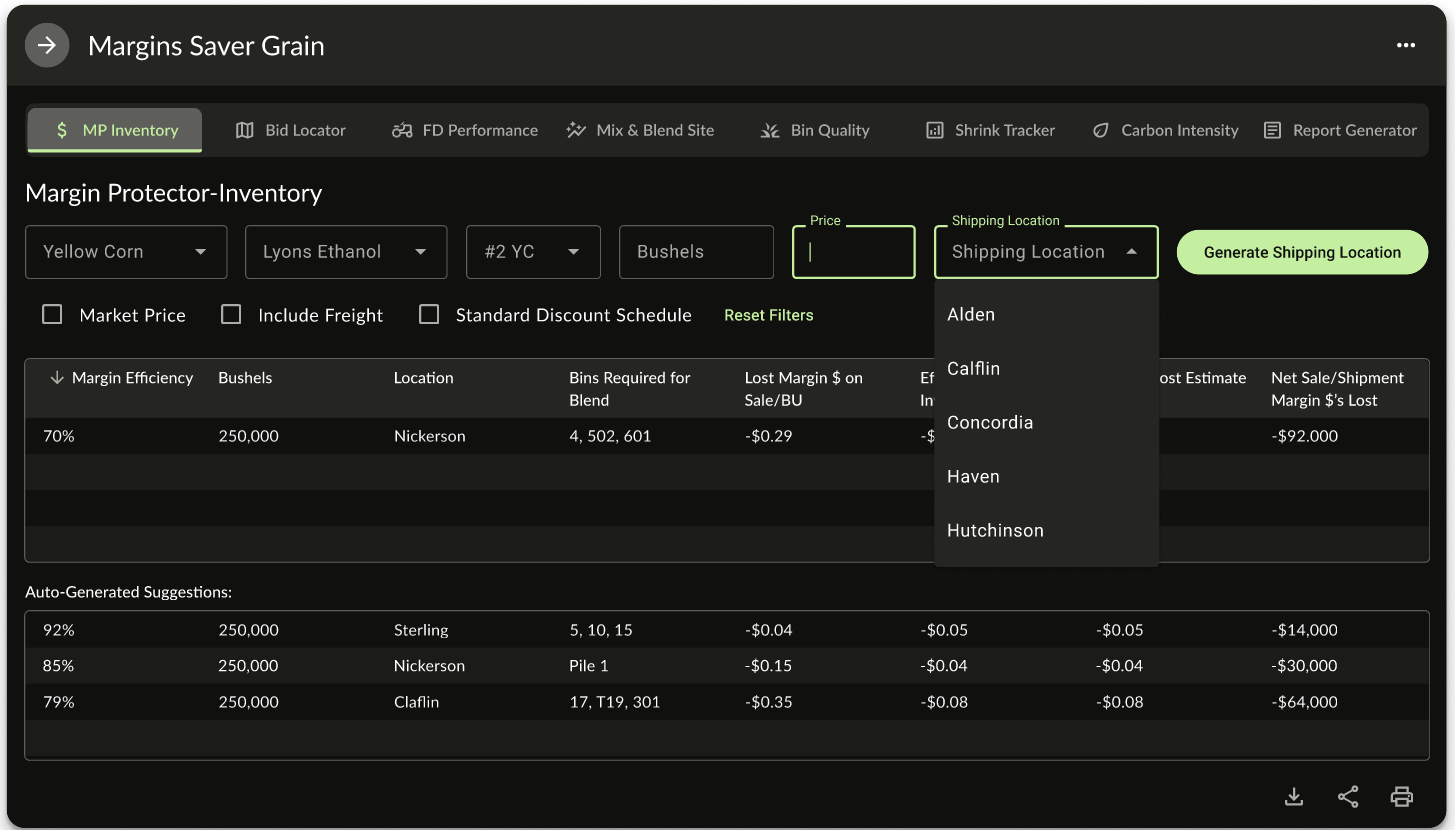 Margins Saver Grain
MP Inventory
Bid Locator
FD Performance
Mix & Blend Site
Bin Quality
Shrink Tracker
Carbon Intensity
Report Generator
Margin Protector-Inventory
Yellow Corn
Lyons Ethanol
#2 YC
Bushels
Price
Shipping Location
Shipping Location
Generate Shipping Location
Market Price
Include Freight
Standard Discount Schedule
Reset Filters
Alden
Calflin
Concordia
Haven
Hutchinson
Margin Efficiency
Bushels
Location
Bins Required for
Blend
Lost Margin $ on
Sale/BU
Ef
In
ost Estimate
Net Sale/Shipment
Margin $'s Lost
70%
250,000
Nickerson
4, 502, 601
-$0.29
-$
-$92.000
Auto-Generated Suggestions:
92%
250,000
Sterling
5, 10, 15
-$0.04
-$0.05
-$0.05
-$14,000
85%
250,000
Nickerson
Pile 1
-$0.15
-$0.04
-$0.04
-$30,000
79%
250,000
Claflin
17, T19, 301
-$0.35
-$0.08
-$0.08
-$64,000